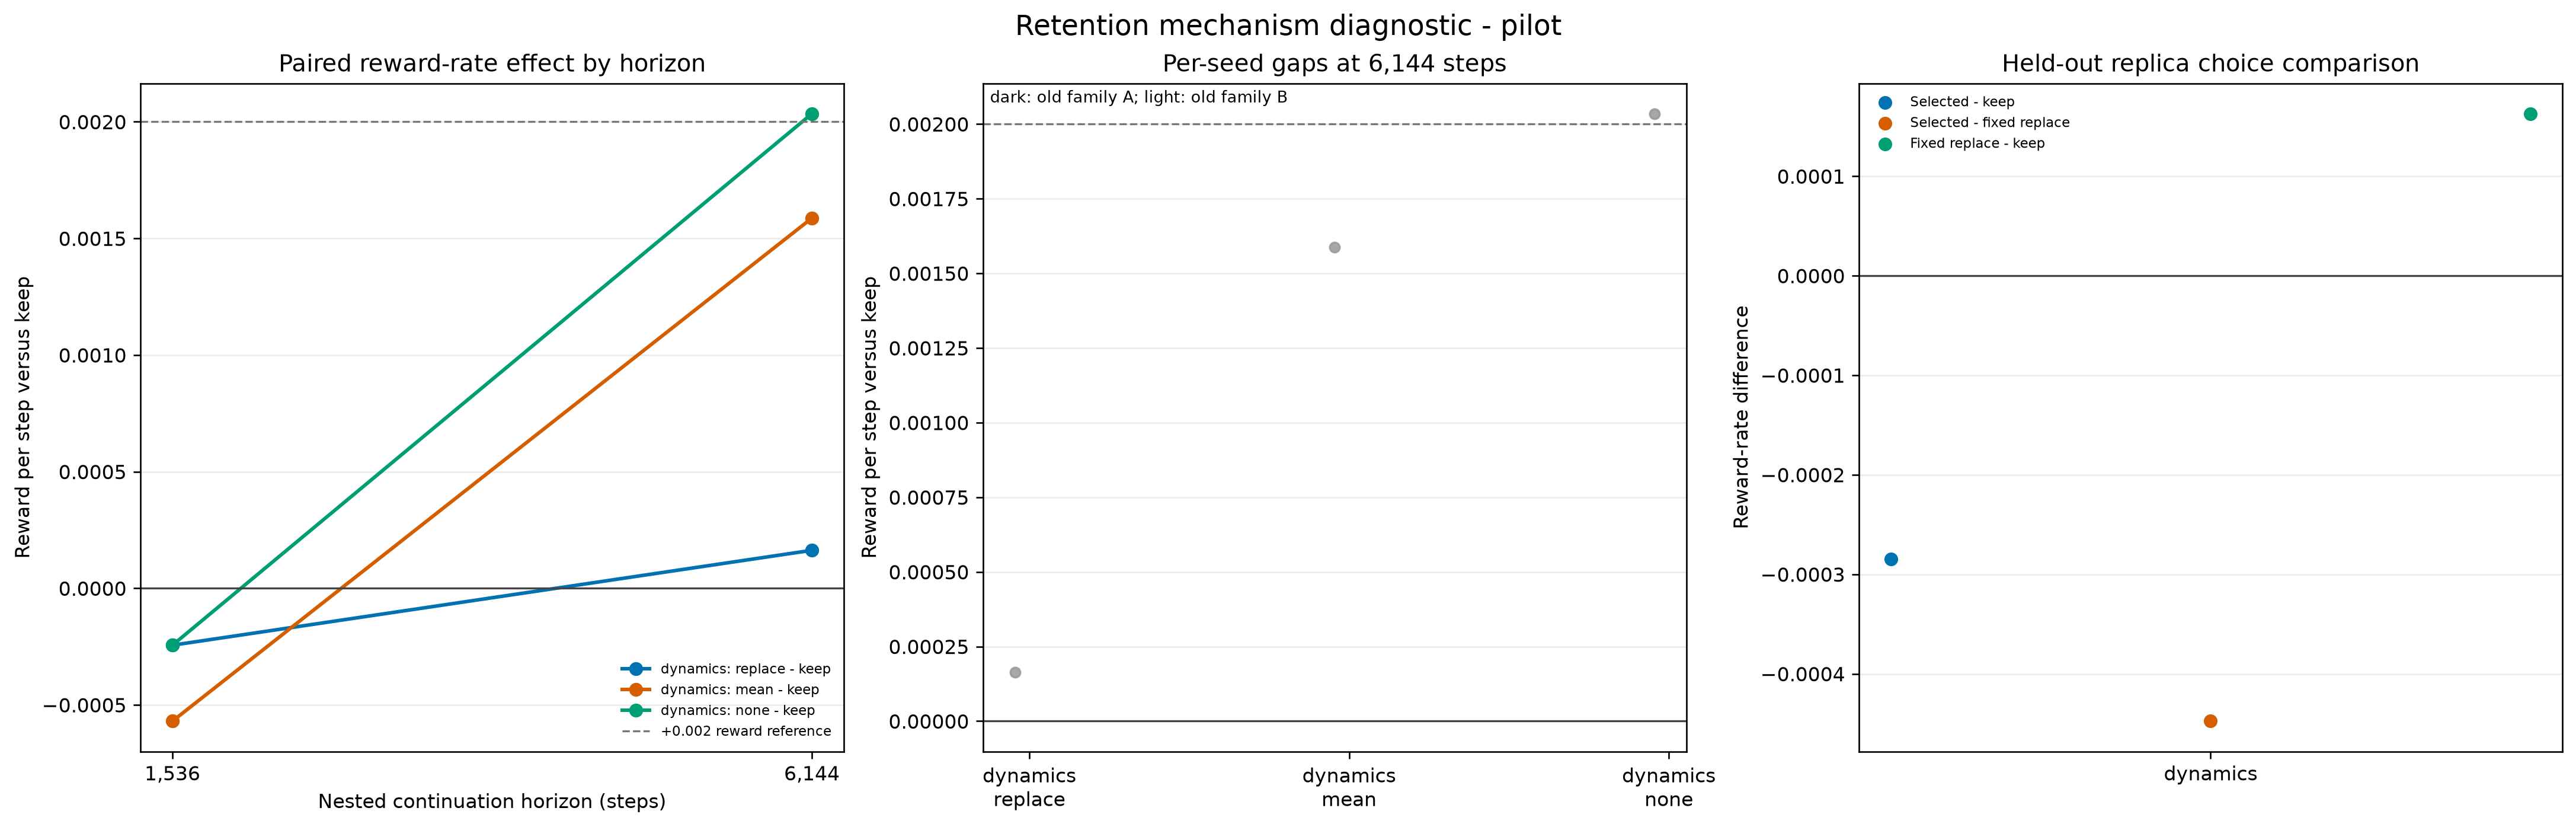 Retention mechanism diagnostic - pilot
Paired reward-rate effect by horizon
Reward per step versus keep
0.0020
0.0015
0.0010
0.0005
0.0000
−0.0005
dynamics: replace - keep
dynamics: mean - keep
dynamics: none - keep
+0.002 reward reference
1,536
6,144
Nested continuation horizon (steps)
Per-seed gaps at 6,144 steps
dark: old family A; light: old family B
Reward per step versus keep
0.00200
0.00175
0.00150
0.00125
0.00100
0.00075
0.00050
0.00025
0.00000
dynamics
replace
dynamics
mean
dynamics
none
Held-out replica choice comparison
Selected - keep
Selected - fixed replace
Fixed replace - keep
Reward-rate difference
0.0001
0.0000
−0.0001
−0.0002
−0.0003
−0.0004
dynamics